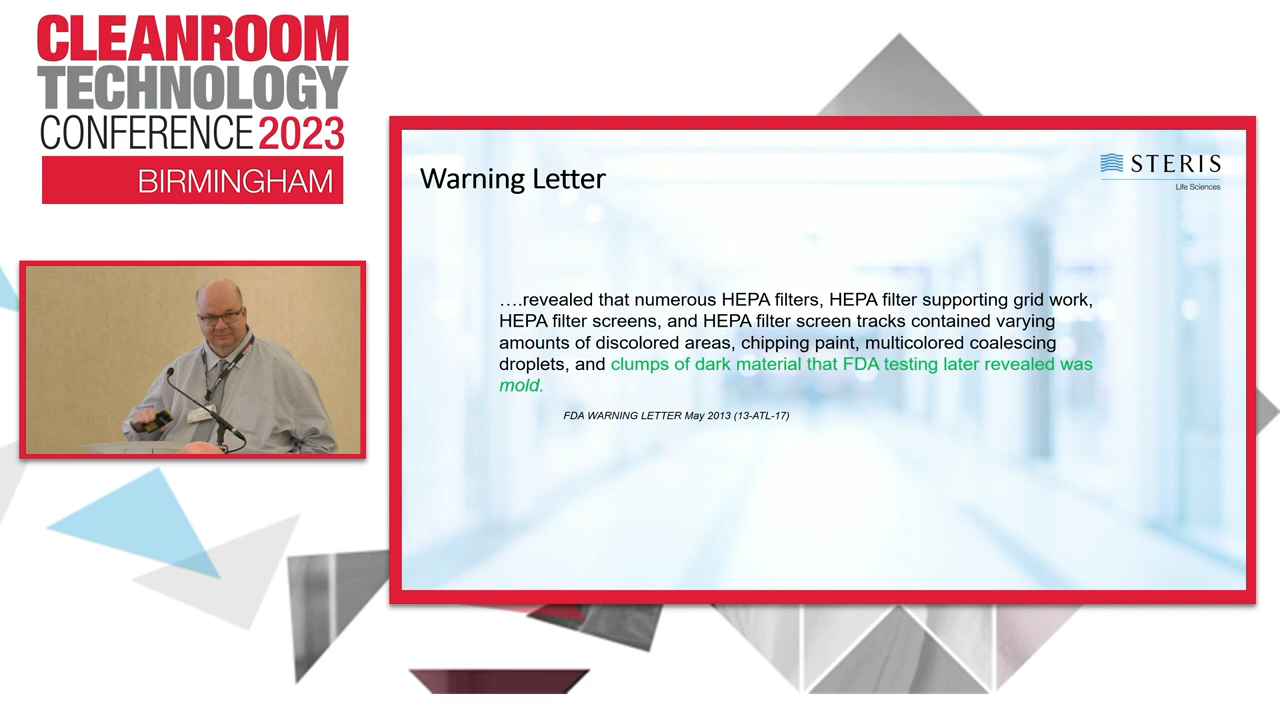 CLEANROOM
TECHNOLOGY
CONFERENCE 2023
BIRMINGHAM
Warning Letter
STERIS
Life Sciences
….revealed that numerous HEPA filters, HEPA filter supporting grid work,
HEPA filter screens, and HEPA filter screen tracks contained varying
amounts of discolored areas, chipping paint, multicolored coalescing
droplets, and clumps of dark material that FDA testing later revealed was
mold.
FDA WARNING LETTER May 2013 (13-ATL-17)